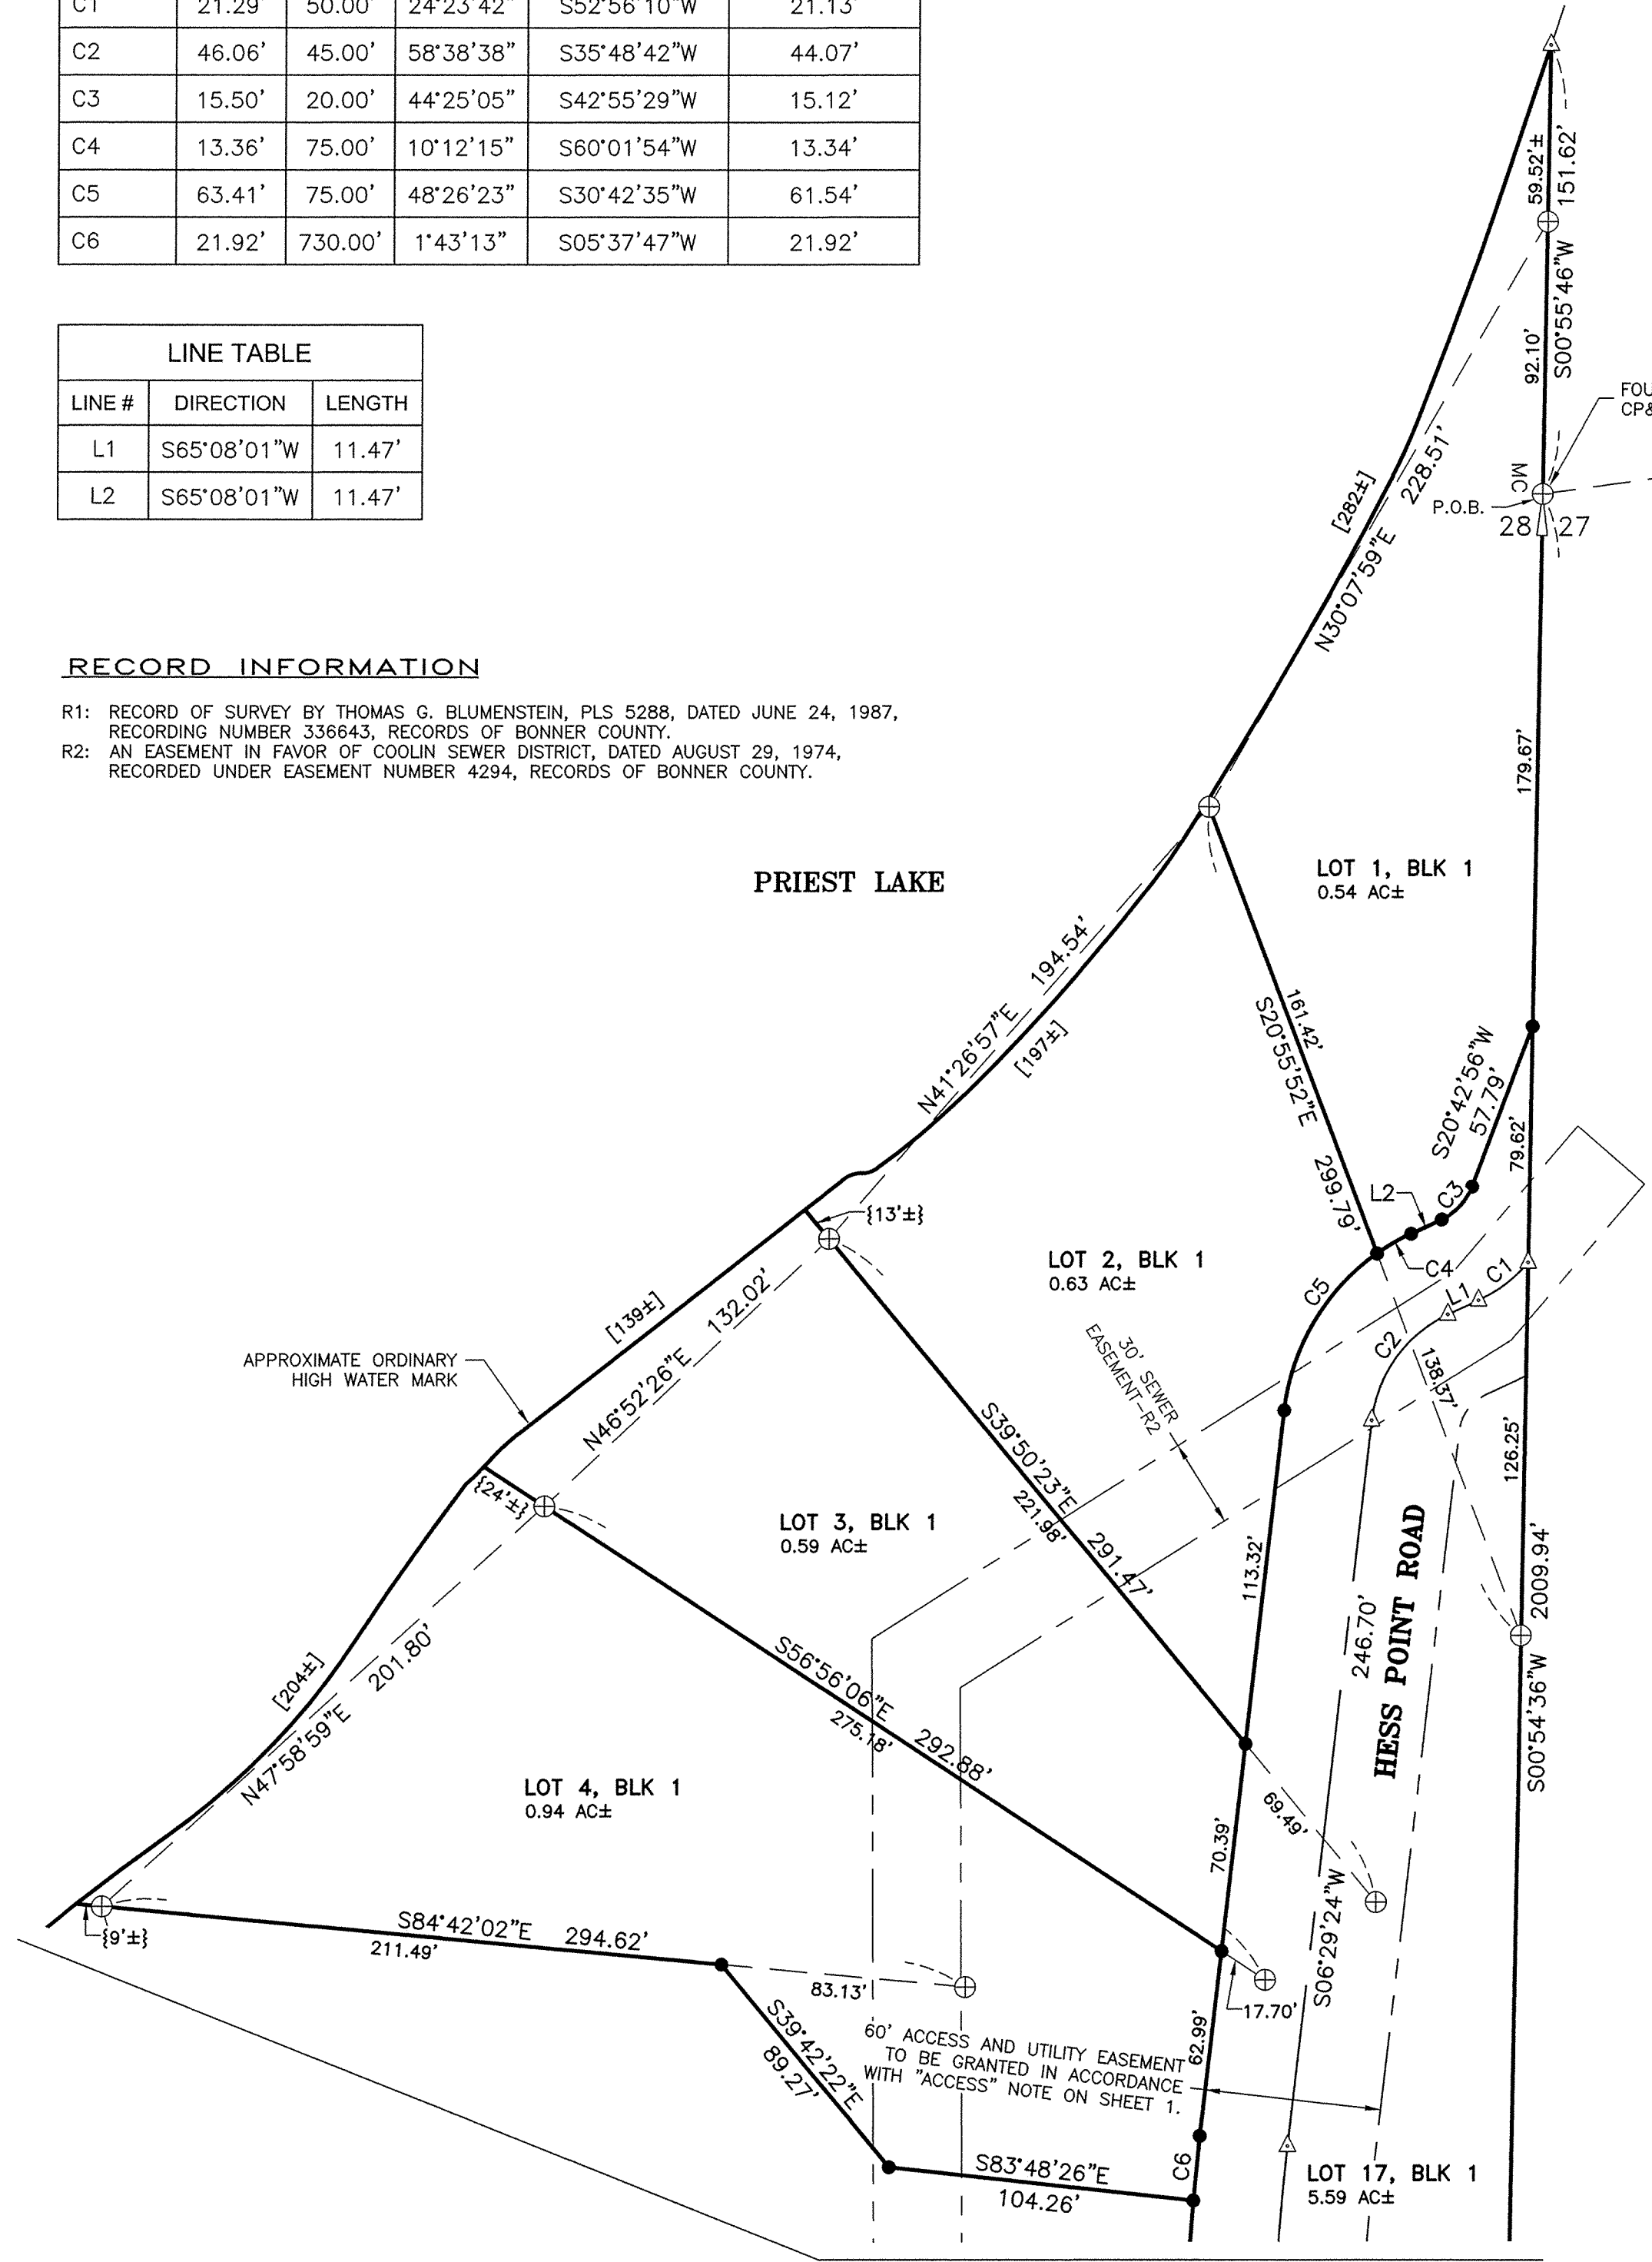 C1 21.29' 50.00' 24°23'42" S52°56'10"W 21.13'
C2 46.06' 45.00' 58°38'38" S35°48'42"W 44.07'
C3 15.50' 20.00' 44°25'05" S42°55'29"W 15.12'
C4 13.36' 75.00' 10°12'15" S60°01'54"W 13.34'
C5 63.41' 75.00' 48°26'23" S30°42'35"W 61.54'
C6 21.92' 730.00' 1°43'13" S05°37'47"W 21.92'
LINE TABLE
LINE # DIRECTION LENGTH
L1 S65°08'01"W 11.47'
L2 S65°08'01"W 11.47'
RECORD INFORMATION
R1: RECORD OF SURVEY BY THOMAS G. BLUMENSTEIN, PLS 5288, DATED JUNE 24, 1987,
RECORDING NUMBER 336643, RECORDS OF BONNER COUNTY.
R2: AN EASEMENT IN FAVOR OF COOLIN SEWER DISTRICT, DATED AUGUST 29, 1974,
RECORDED UNDER EASEMENT NUMBER 4294, RECORDS OF BONNER COUNTY.
59.52'±
151.62'
S00°55'46"W
92.10'
FOU
CP&
MC
P.O.B.
28 27
[282±]
228.51'
N30°07'59"E
179.67'
PRIEST LAKE
LOT 1, BLK 1
0.54 AC±
194.54'
N41°26'57"E
[197±]
161.42'
S20°55'52"E
299.79'
S20°42'56"W
57.79'
79.62'
L2
C3
C4
C1
L1
C2
C5
{13'±}
LOT 2, BLK 1
0.63 AC±
132.02'
[139±]
N46°52'26"E
APPROXIMATE ORDINARY
HIGH WATER MARK
30' SEWER
EASEMENT-R2
138.37'
126.25'
S39°50'23"E
221.98'
291.47'
{24'±}
LOT 3, BLK 1
0.59 AC±
113.32'
246.70'
HESS POINT ROAD
2009.94'
S00°54'36"W
[204±]
201.80'
N47°58'59"E
S56°56'06"E
275.18'
292.88'
LOT 4, BLK 1
0.94 AC±
70.39'
69.49'
S06°29'24"W
{9'±}
S84°42'02"E
294.62'
211.49'
83.13'
17.70'
S39°42'22"E
89.27'
60' ACCESS AND UTILITY EASEMENT
TO BE GRANTED IN ACCORDANCE
WITH "ACCESS" NOTE ON SHEET 1.
62.99'
C6
S83°48'26"E
104.26'
LOT 17, BLK 1
5.59 AC±